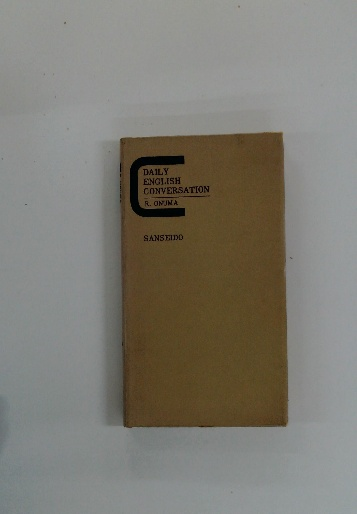 DAILY
ENGLISH
CONVERSATION
R. ONUMA
SANSEIDO